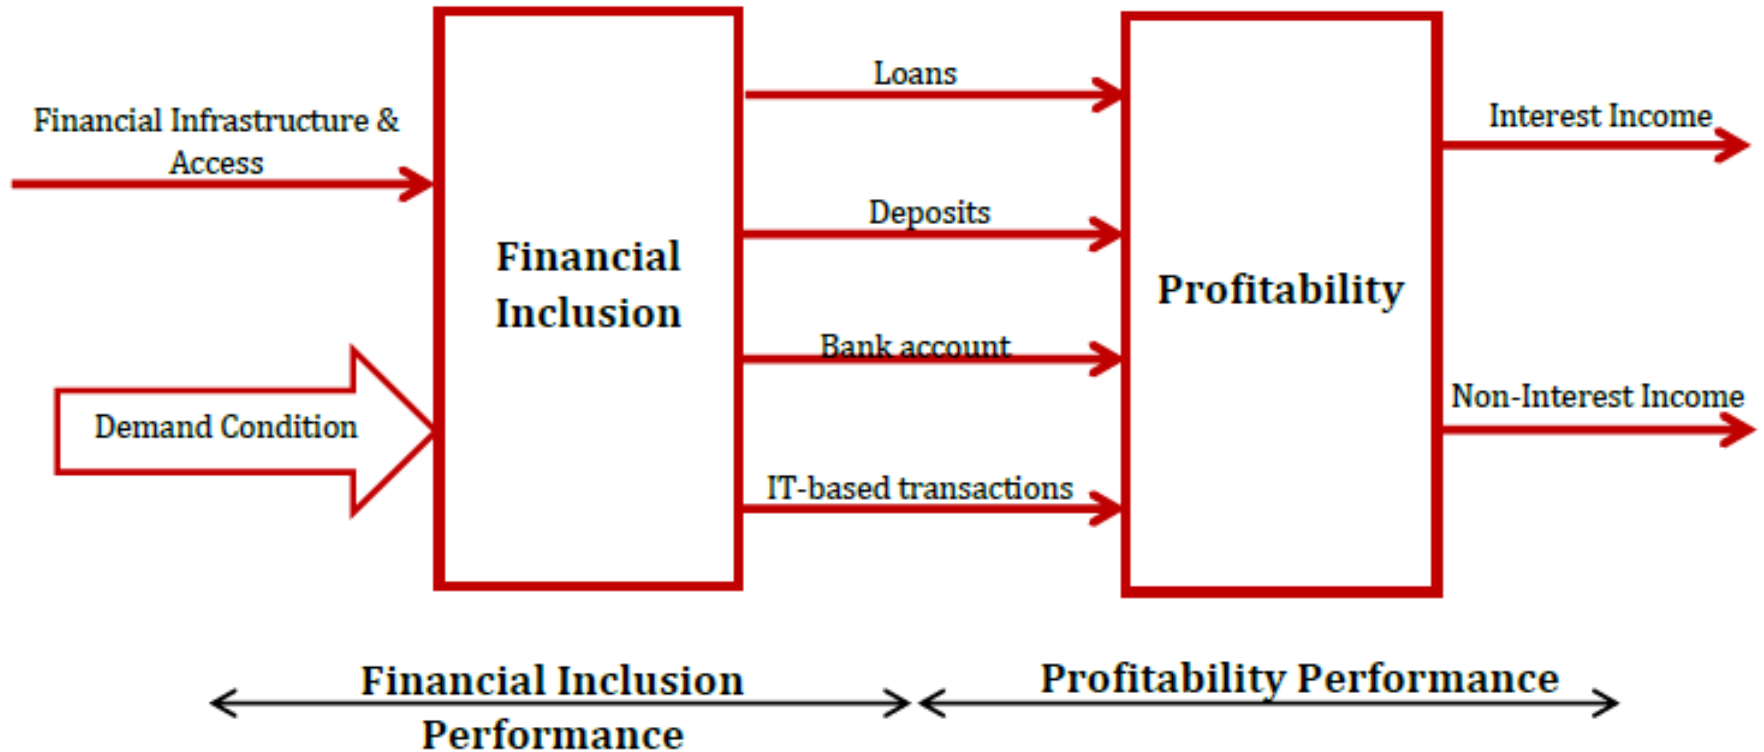 Financial Infrastructure &
Access
Demand Condition
Financial
Inclusion
Loans
Deposits
Bank account
IT-based transactions
Profitability
Interest Income
Non-Interest Income
Financial Inclusion
Performance
Profitability Performance